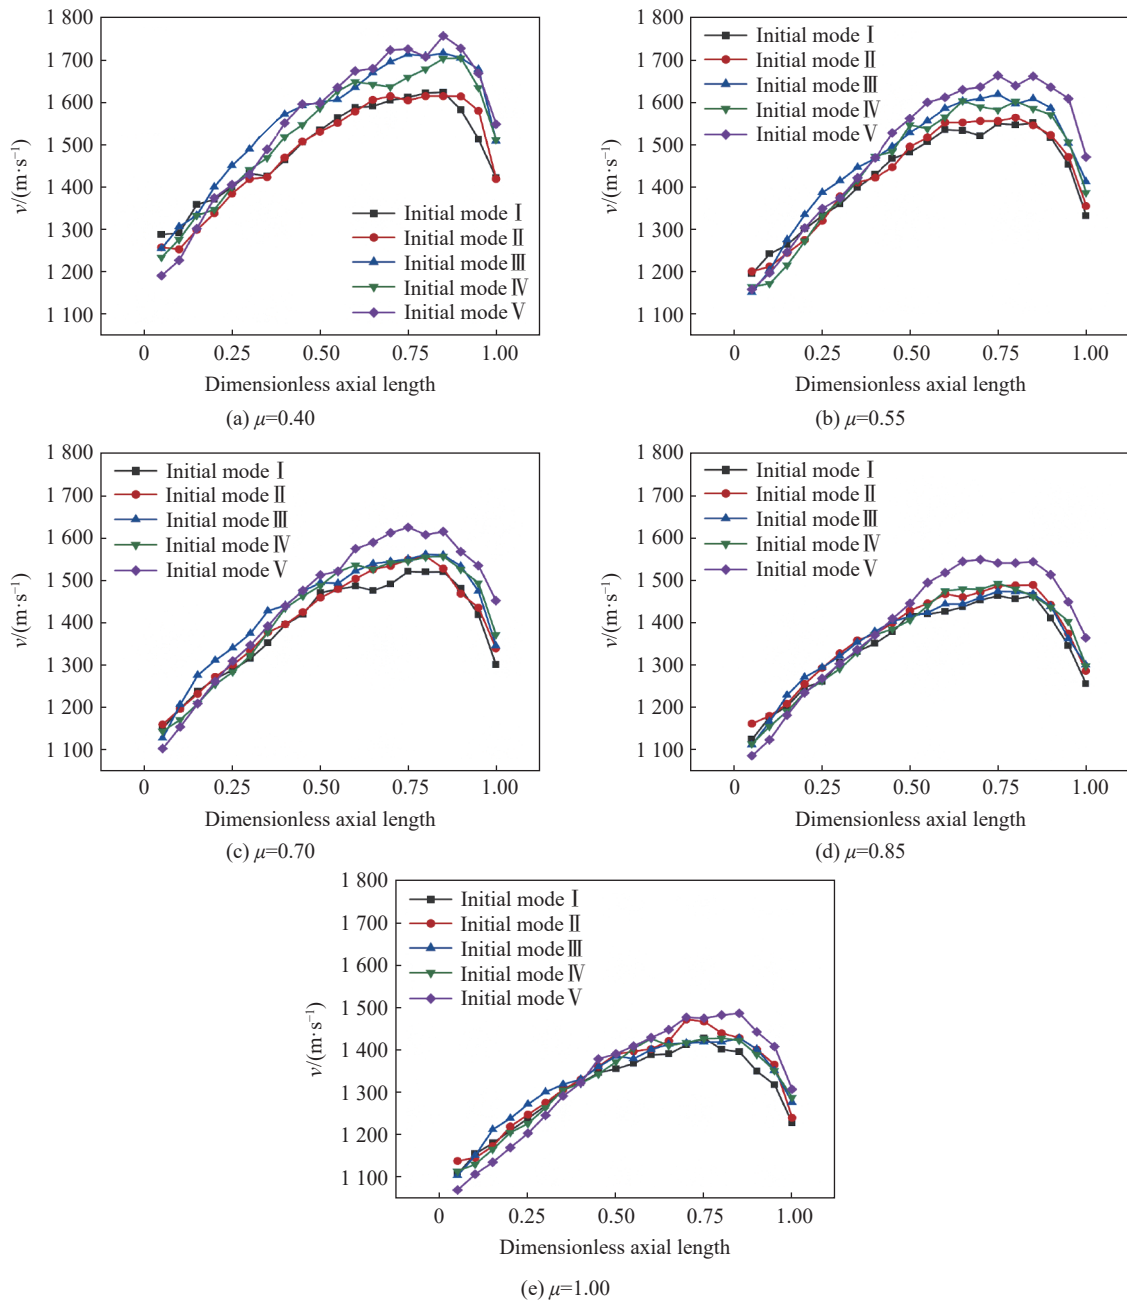 1 800
1 700
1 600
1 500
1 400
1 300
1 200
1 100
v/(m·s⁻¹)
Initial mode Ⅰ
Initial mode Ⅱ
Initial mode Ⅲ
Initial mode Ⅳ
Initial mode Ⅴ
0 0.25 0.50 0.75 1.00
Dimensionless axial length
(a) μ=0.40
1 800
1 700
1 600
1 500
1 400
1 300
1 200
1 100
v/(m·s⁻¹)
Initial mode Ⅰ
Initial mode Ⅱ
Initial mode Ⅲ
Initial mode Ⅳ
Initial mode Ⅴ
0 0.25 0.50 0.75 1.00
Dimensionless axial length
(b) μ=0.55
1 800
1 700
1 600
1 500
1 400
1 300
1 200
1 100
v/(m·s⁻¹)
Initial mode Ⅰ
Initial mode Ⅱ
Initial mode Ⅲ
Initial mode Ⅳ
Initial mode Ⅴ
0 0.25 0.50 0.75 1.00
Dimensionless axial length
(c) μ=0.70
1 800
1 700
1 600
1 500
1 400
1 300
1 200
1 100
v/(m·s⁻¹)
Initial mode Ⅰ
Initial mode Ⅱ
Initial mode Ⅲ
Initial mode Ⅳ
Initial mode Ⅴ
0 0.25 0.50 0.75 1.00
Dimensionless axial length
(d) μ=0.85
1 800
1 700
1 600
1 500
1 400
1 300
1 200
1 100
v/(m·s⁻¹)
Initial mode Ⅰ
Initial mode Ⅱ
Initial mode Ⅲ
Initial mode Ⅳ
Initial mode Ⅴ
0 0.25 0.50 0.75 1.00
Dimensionless axial length
(e) μ=1.00